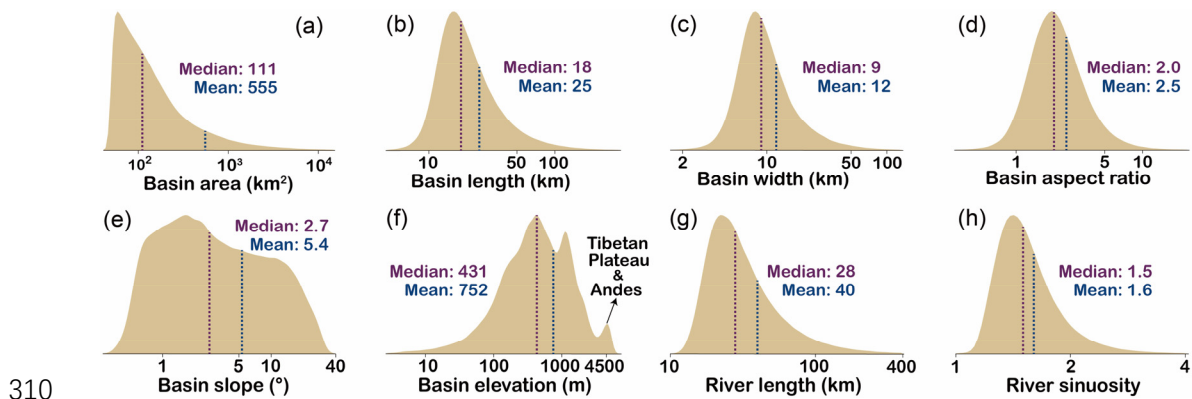 (a)
Median: 111
Mean: 555
10² 10³ 10⁴
Basin area (km²)
(b)
Median: 18
Mean: 25
10 50 100
Basin length (km)
(c)
Median: 9
Mean: 12
2 10 50 100
Basin width (km)
(d)
Median: 2.0
Mean: 2.5
1 5 10
Basin aspect ratio
(e)
Median: 2.7
Mean: 5.4
1 5 10 40
Basin slope (°)
(f)
Median: 431
Mean: 752
Tibetan
Plateau
&
Andes
10 100 1000 4500
Basin elevation (m)
(g)
Median: 28
Mean: 40
10 100 400
River length (km)
(h)
Median: 1.5
Mean: 1.6
1 2 4
River sinuosity
310